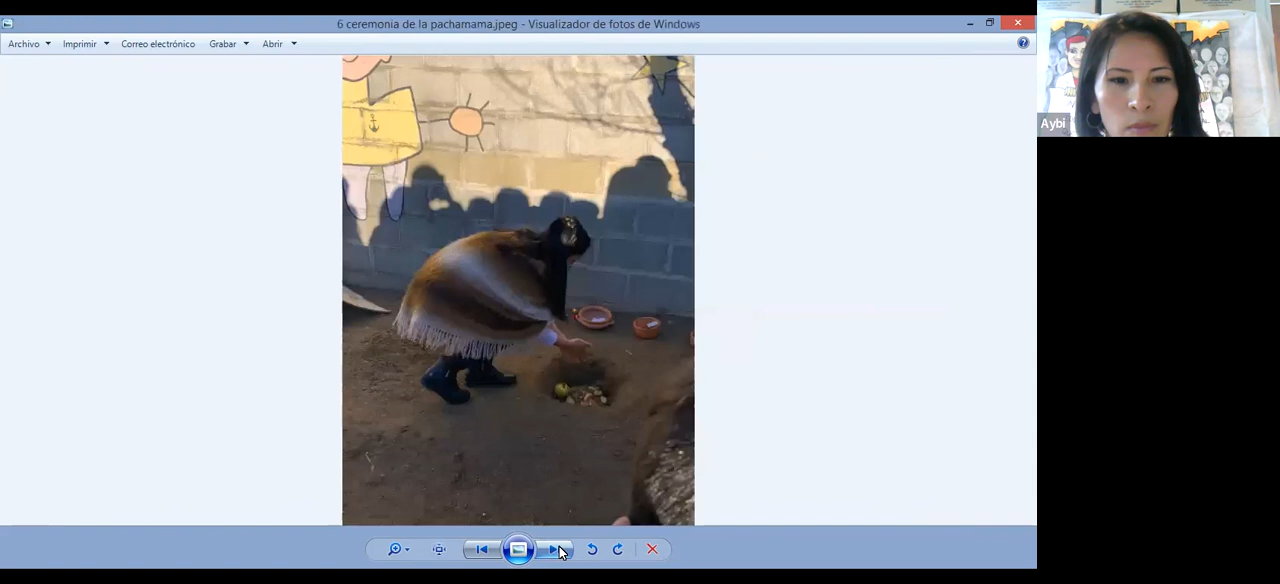 6 ceremonia de la pachamama.jpeg - Visualizador de fotos de Windows
Archivo Imprimir Correo electrónico Grabar Abrir
Aybi